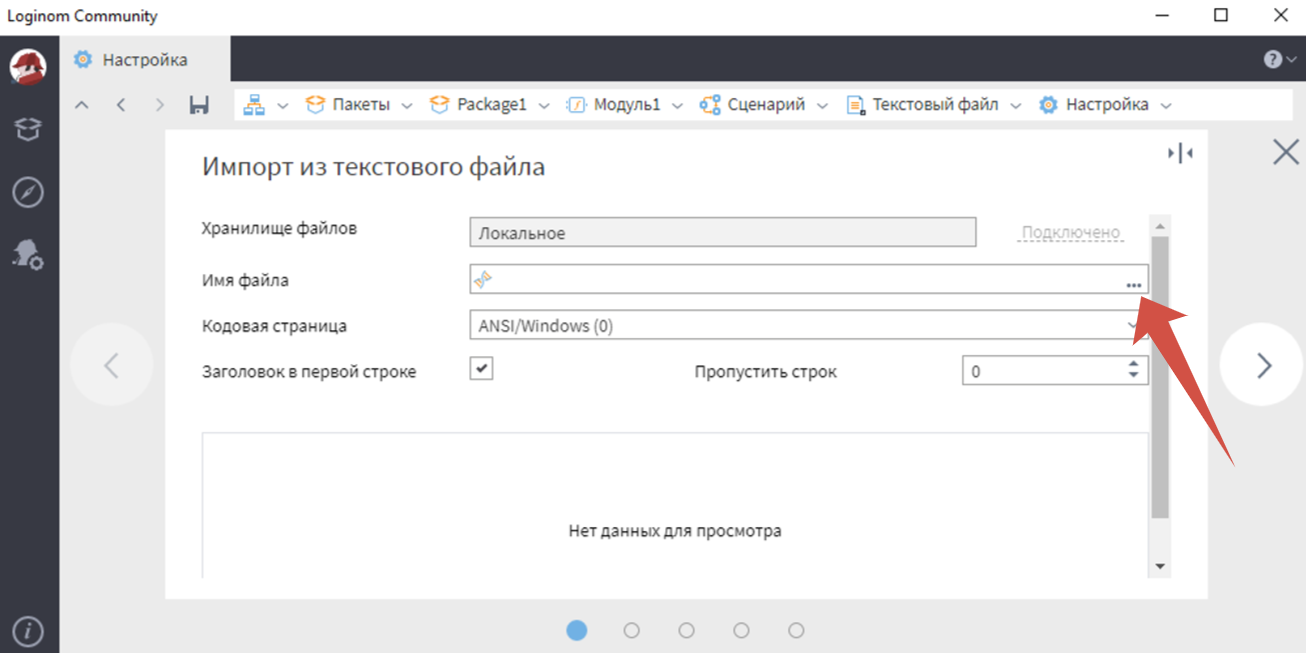 Loginom Community
Настройка
Пакеты Package1 Модуль1 Сценарий Текстовый файл Настройка
Импорт из текстового файла
Хранилище файлов Локальное Подключено
Имя файла ...
Кодовая страница ANSI/Windows (0)
Заголовок в первой строке Пропустить строк 0
Нет данных для просмотра